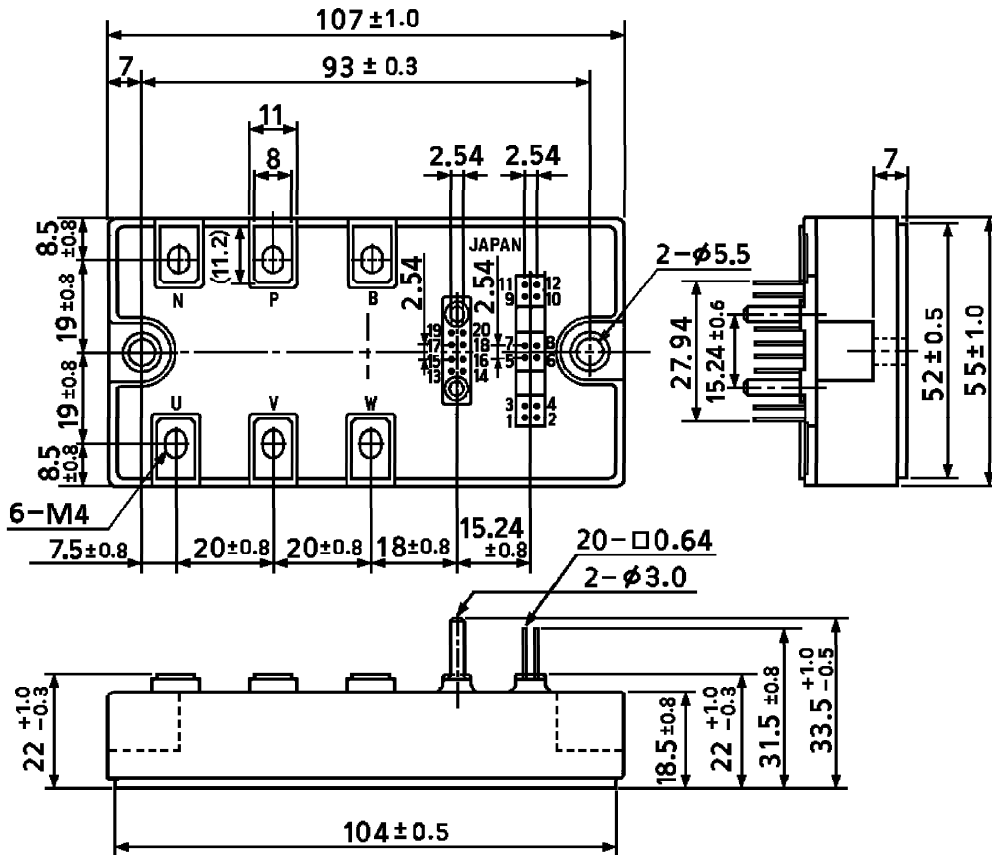 107±1.0
7
93 ± 0.3
11
8
2.54
2.54
7
8.5 ±0.8
(11.2)
JAPAN
2-ϕ5.5
N
P
B
2.54
2.54
11 12
9 10
19 20
17 18
15 16
13 14
7 8
5 6
3 4
1 2
19±0.8
19±0.8
8.5 ±0.8
27.94
15.24±0.6
52±0.5
55±1.0
U
V
W
6-M4
7.5±0.8
20±0.8
20±0.8
18±0.8
15.24 ±0.8
20-□0.64
2-ϕ3.0
22 +1.0 -0.3
18.5±0.8
22 +1.0 -0.3
31.5 ±0.8
33.5 +1.0 -0.5
104±0.5